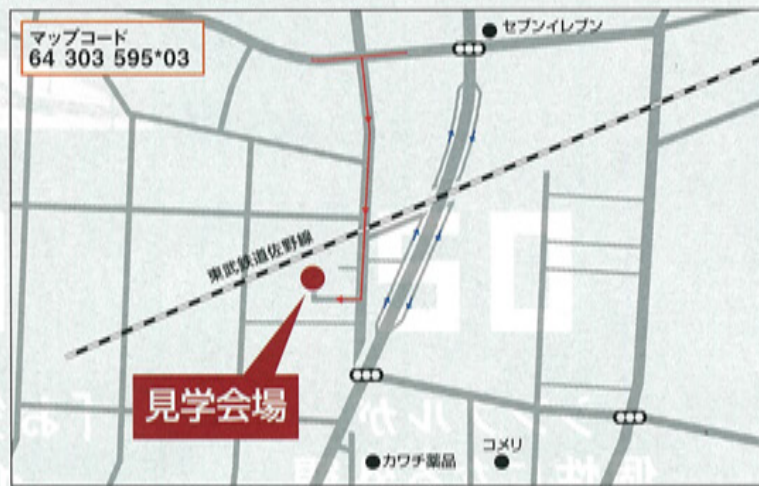 マップコード
64 303 595*03
セブンイレブン
東武鉄道佐野線
見学会場
カワチ薬品
コメリ